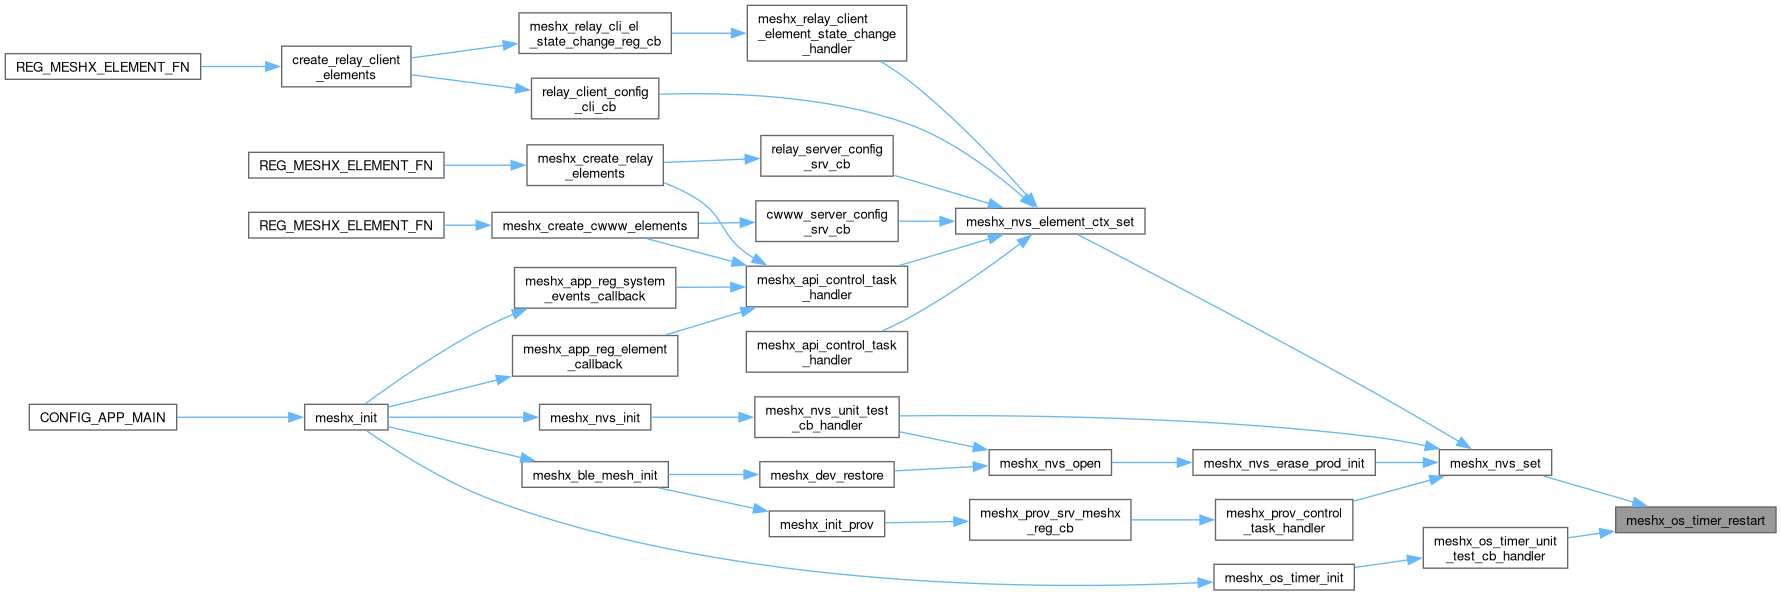 REG_MESHX_ELEMENT_FN
create_relay_client
_elements
meshx_relay_cli_el
_state_change_reg_cb
meshx_relay_client
_element_state_change
_handler
relay_client_config
_cli_cb
REG_MESHX_ELEMENT_FN
meshx_create_relay
_elements
relay_server_config
_srv_cb
REG_MESHX_ELEMENT_FN
meshx_create_cwww_elements
cwww_server_config
_srv_cb
meshx_nvs_element_ctx_set
meshx_app_reg_system
_events_callback
meshx_api_control_task
_handler
meshx_app_reg_element
_callback
meshx_api_control_task
_handler
CONFIG_APP_MAIN
meshx_init
meshx_nvs_init
meshx_nvs_unit_test
_cb_handler
meshx_ble_mesh_init
meshx_dev_restore
meshx_nvs_open
meshx_nvs_erase_prod_init
meshx_nvs_set
meshx_init_prov
meshx_prov_srv_meshx
_reg_cb
meshx_prov_control
_task_handler
meshx_os_timer_restart
meshx_os_timer_unit
_test_cb_handler
meshx_os_timer_init